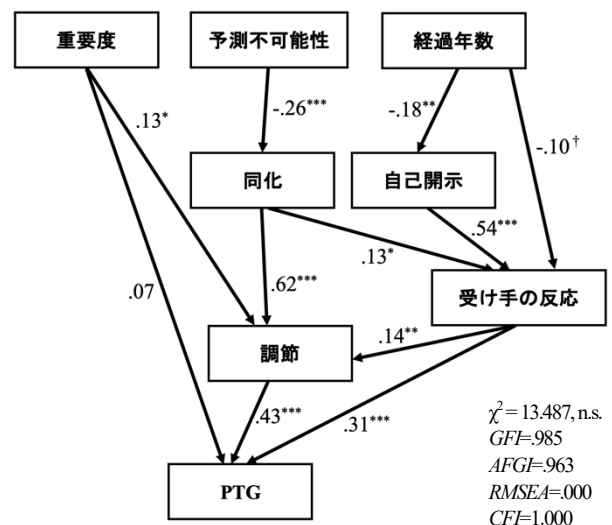 重要度 予測不可能性 経過年数
.13* -.26*** -.18** -.10†
同化 自己開示
.54***
.13*
.07 .62*** 受け手の反応
調節 .14**
.43*** .31***
PTG
χ² = 13.487, n.s.
GFI=.985
AFGI=.963
RMSEA=.000
CFI=1.000